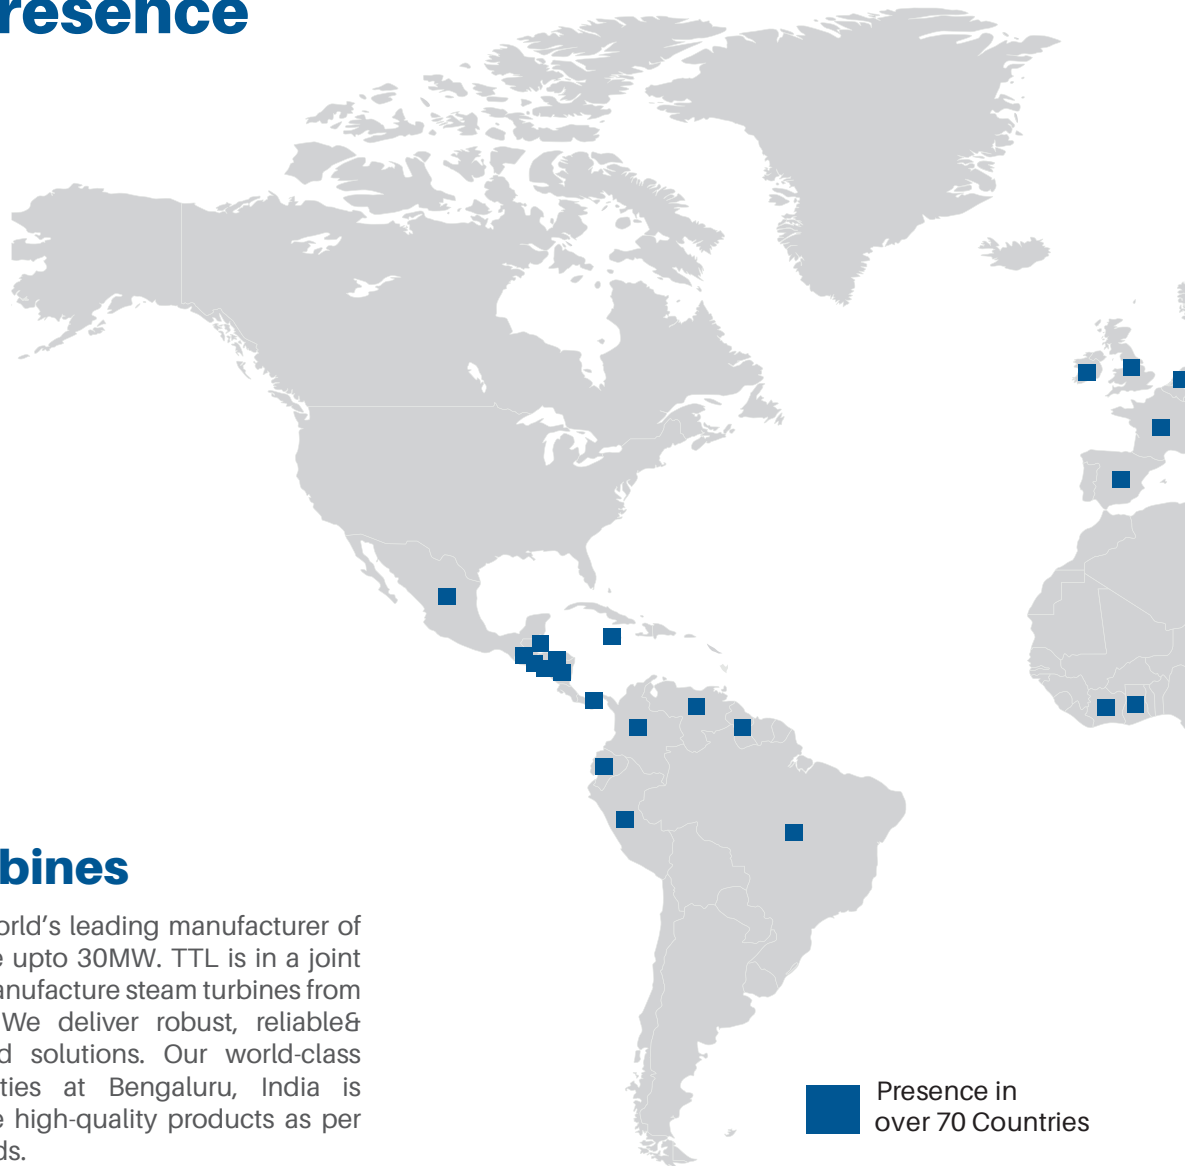 resence
bines
orld's leading manufacturer of
e upto 30MW. TTL is in a joint
anufacture steam turbines from
We deliver robust, reliable&
d solutions. Our world-class
ties at Bengaluru, India is
e high-quality products as per
ds.
Presence in
over 70 Countries